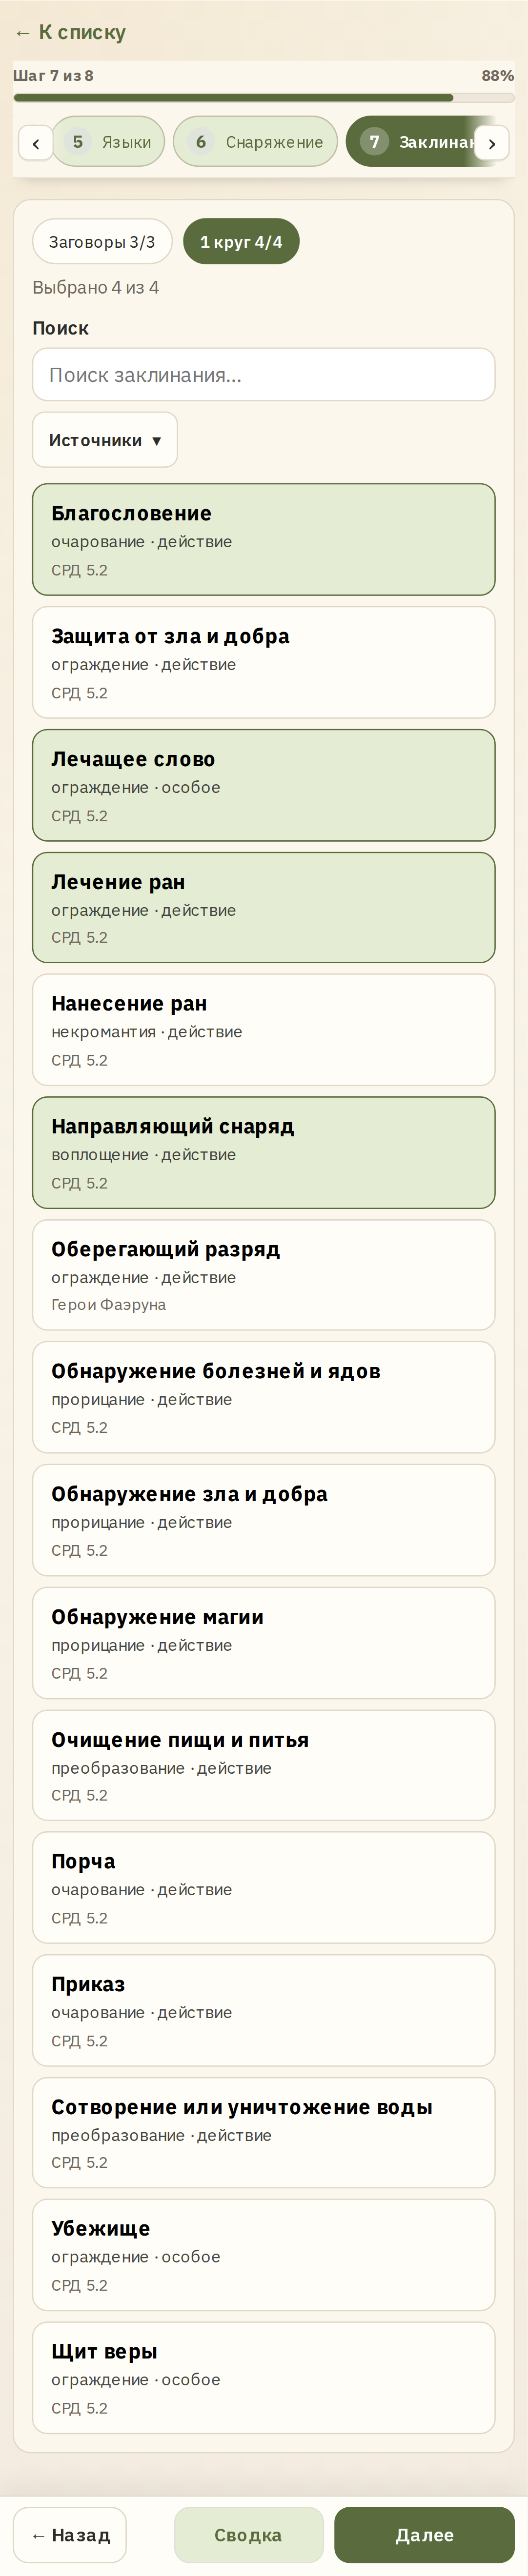 ← К списку
Шаг 7 из 8 88%
‹ 5 Языки 6 Снаряжение 7 Заклина ›
Заговоры 3/3 1 круг 4/4
Выбрано 4 из 4
Поиск
Поиск заклинания...
Источники ▾
Благословение
очарование · действие
СРД 5.2
Защита от зла и добра
ограждение · действие
СРД 5.2
Лечащее слово
ограждение · особое
СРД 5.2
Лечение ран
ограждение · действие
СРД 5.2
Нанесение ран
некромантия · действие
СРД 5.2
Направляющий снаряд
воплощение · действие
СРД 5.2
Оберегающий разряд
ограждение · действие
Герои Фаэруна
Обнаружение болезней и ядов
прорицание · действие
СРД 5.2
Обнаружение зла и добра
прорицание · действие
СРД 5.2
Обнаружение магии
прорицание · действие
СРД 5.2
Очищение пищи и питья
преобразование · действие
СРД 5.2
Порча
очарование · действие
СРД 5.2
Приказ
очарование · действие
СРД 5.2
Сотворение или уничтожение воды
преобразование · действие
СРД 5.2
Убежище
ограждение · особое
СРД 5.2
Щит веры
ограждение · особое
СРД 5.2
← Назад Сводка Далее